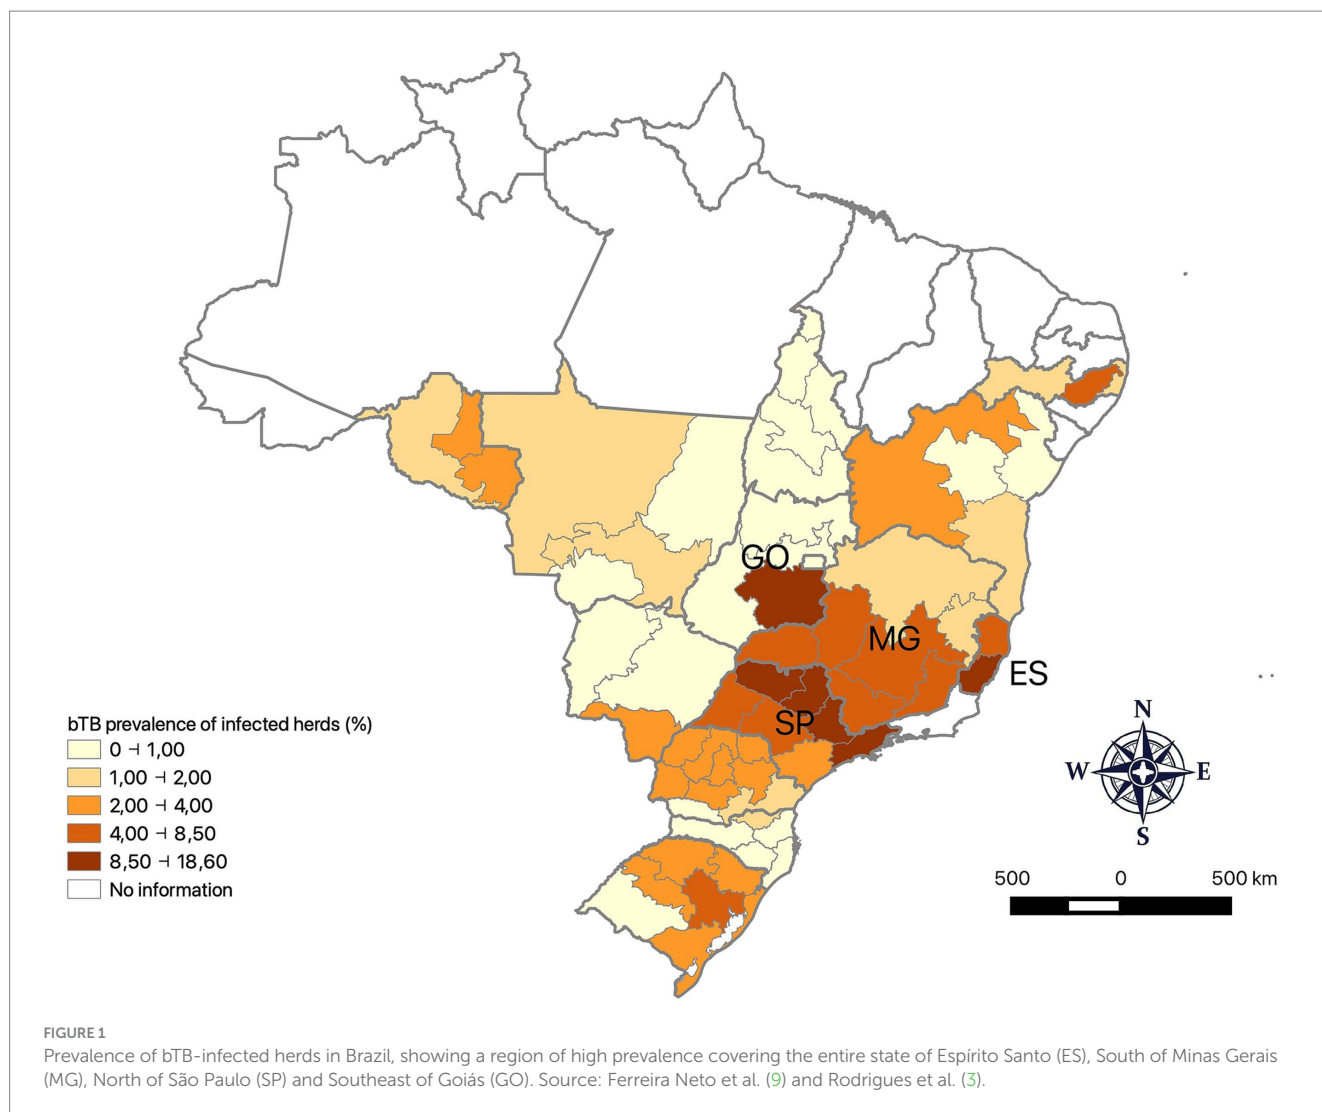 GO
MG
ES
SP
bTB prevalence of infected herds (%)
0 ⊣ 1,00
1,00 ⊣ 2,00
2,00 ⊣ 4,00
4,00 ⊣ 8,50
8,50 ⊣ 18,60
No information
N
W
E
S
500 0 500 km
FIGURE 1
Prevalence of bTB-infected herds in Brazil, showing a region of high prevalence covering the entire state of Espírito Santo (ES), South of Minas Gerais
(MG), North of São Paulo (SP) and Southeast of Goiás (GO). Source: Ferreira Neto et al. (9) and Rodrigues et al. (3).